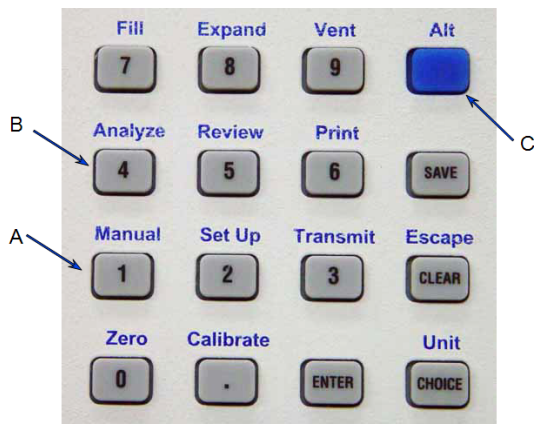 Fill Expand Vent Alt
7 8 9
B
C
Analyze Review Print
4 5 6 SAVE
A
Manual Set Up Transmit Escape
1 2 3 CLEAR
Zero Calibrate Unit
0 . ENTER CHOICE